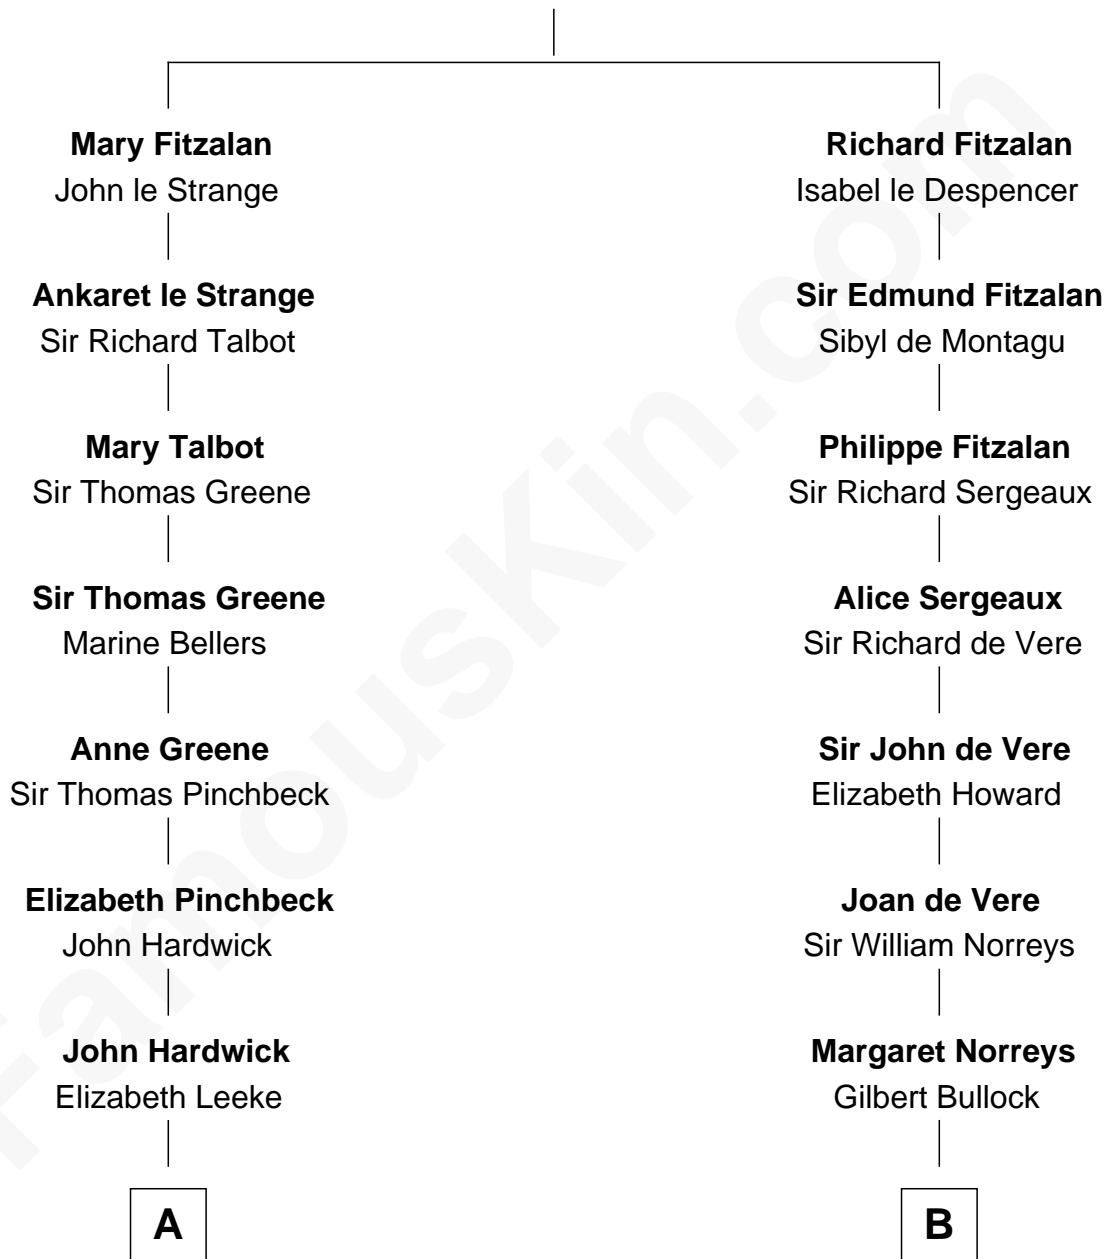 Mary Fitzalan
John le Strange
Ankaret le Strange
Sir Richard Talbot
Mary Talbot
Sir Thomas Greene
Sir Thomas Greene
Marine Bellers
Anne Greene
Sir Thomas Pinchbeck
Elizabeth Pinchbeck
John Hardwick
John Hardwick
Elizabeth Leeke
A
Richard Fitzalan
Isabel le Despencer
Sir Edmund Fitzalan
Sibyl de Montagu
Philippe Fitzalan
Sir Richard Sergeaux
Alice Sergeaux
Sir Richard de Vere
Sir John de Vere
Elizabeth Howard
Joan de Vere
Sir William Norreys
Margaret Norreys
Gilbert Bullock
B
FamousKin.com